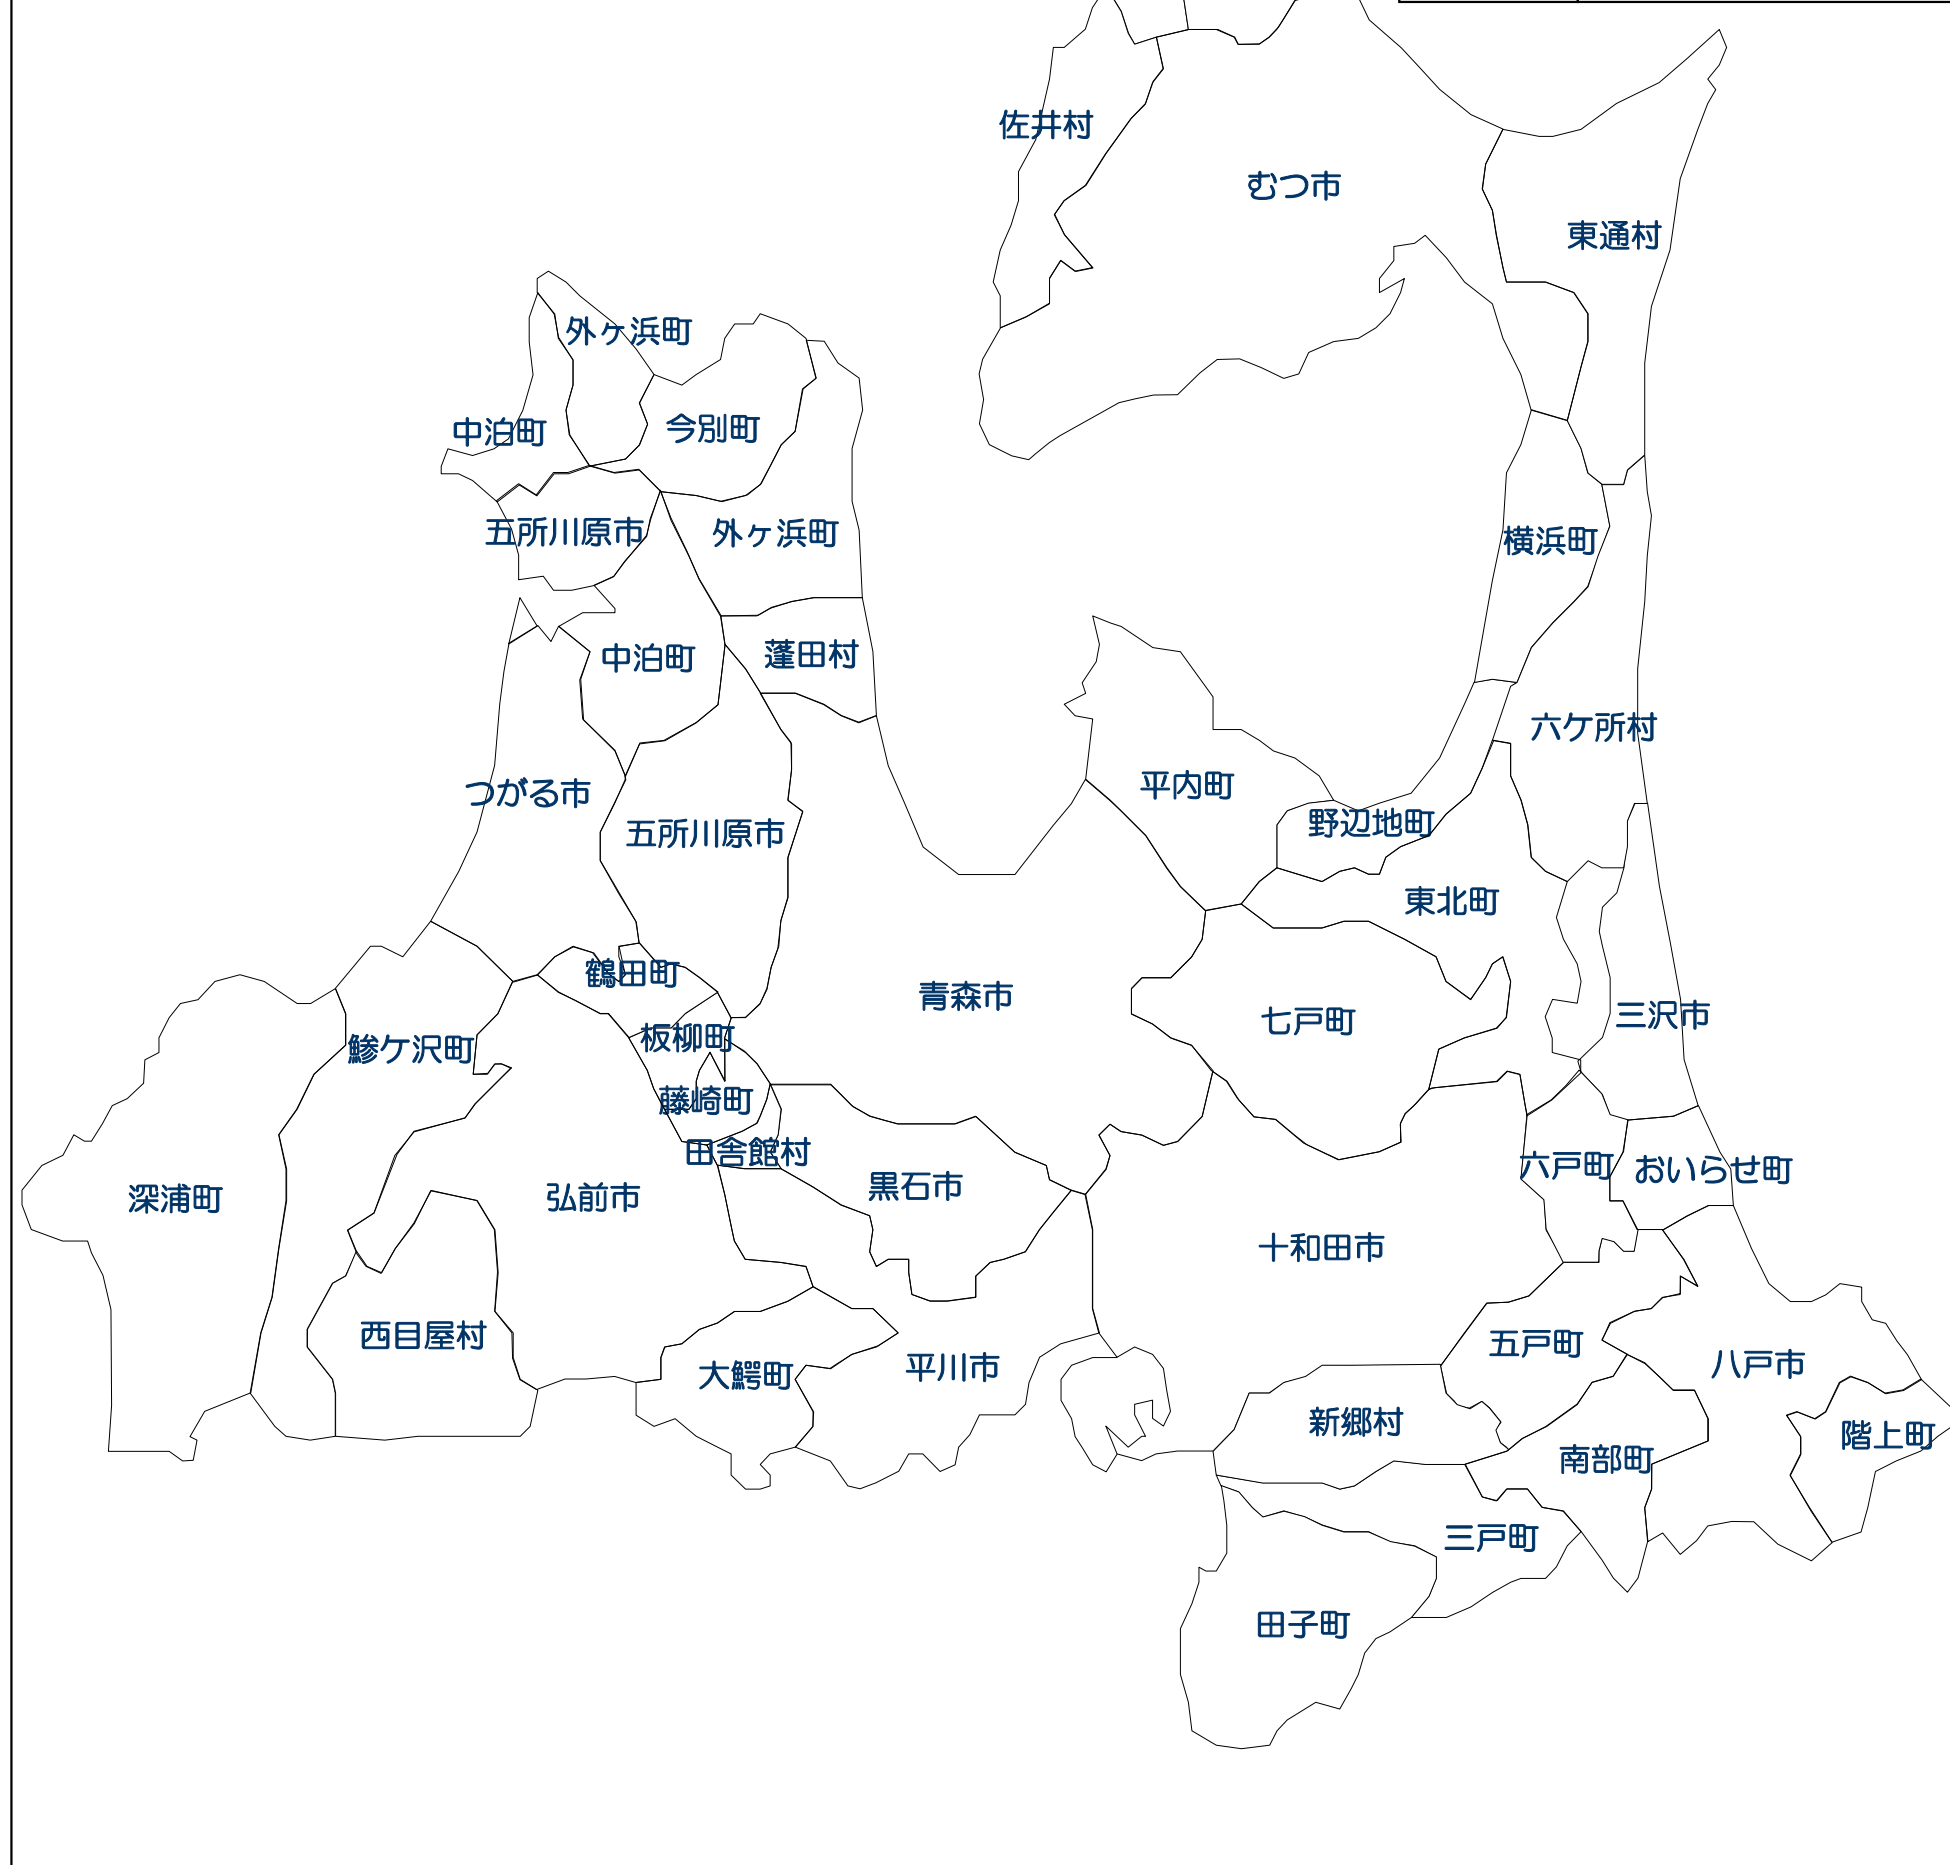 佐井村
むつ市
東通村
外ヶ浜町
今別町
中泊町
五所川原市
外ヶ浜町
横浜町
中泊町
蓬田村
六ケ所村
平内町
つがる市
野辺地町
五所川原市
東北町
鶴田町
青森市
三沢市
七戸町
板柳町
鰺ケ沢町
藤崎町
田舎館村
六戸町
おいらせ町
黒石市
深浦町
弘前市
十和田市
西目屋村
五戸町
八戸市
平川市
大鰐町
新郷村
階上町
南部町
三戸町
田子町